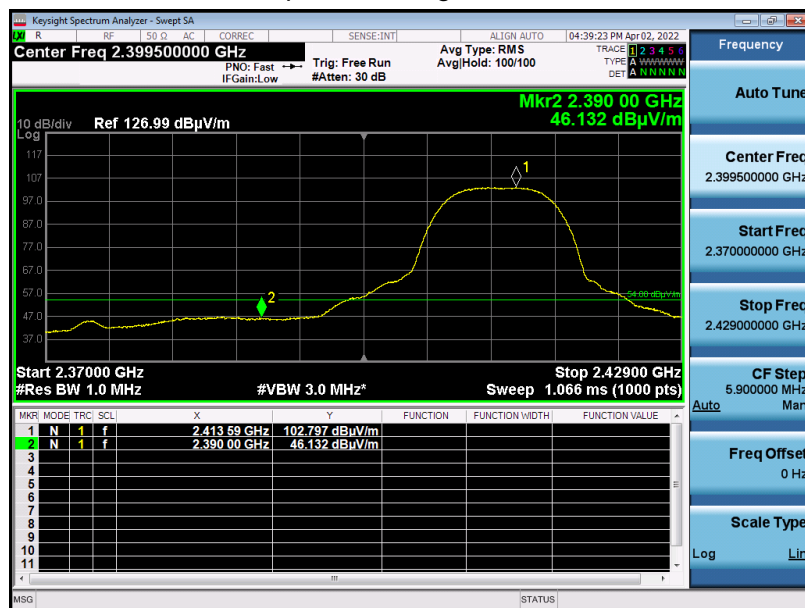 Keysight Spectrum Analyzer - Swept SA
LXI R RF 50 Ω AC CORREC SENSE:INT ALIGN AUTO 04:39:23 PM Apr 02, 2022
Center Freq 2.399500000 GHz
PNO: Fast
IFGain:Low
Trig: Free Run
#Atten: 30 dB
Avg Type: RMS
Avg|Hold: 100/100
TRACE 1 2 3 4 5 6
TYPE A WWWWW
DET A N N N N N
Mkr2 2.390 00 GHz
46.132 dBµV/m
10 dB/div Ref 126.99 dBµV/m
Log
117
107
97.0
87.0
77.0
67.0
57.0
47.0
37.0
1
2
54.00 dBµV/m
Start 2.37000 GHz Stop 2.42900 GHz
#Res BW 1.0 MHz #VBW 3.0 MHz* Sweep 1.066 ms (1000 pts)
MKR MODE TRC SCL X Y FUNCTION FUNCTION WIDTH FUNCTION VALUE
1 N 1 f 2.413 59 GHz 102.797 dBµV/m
2 N 1 f 2.390 00 GHz 46.132 dBµV/m
3
4
5
6
7
8
9
10
11
MSG STATUS
Frequency
Auto Tune
Center Freq
2.399500000 GHz
Start Freq
2.370000000 GHz
Stop Freq
2.429000000 GHz
CF Step
5.900000 MHz
Auto Man
Freq Offset
0 Hz
Scale Type
Log Lin